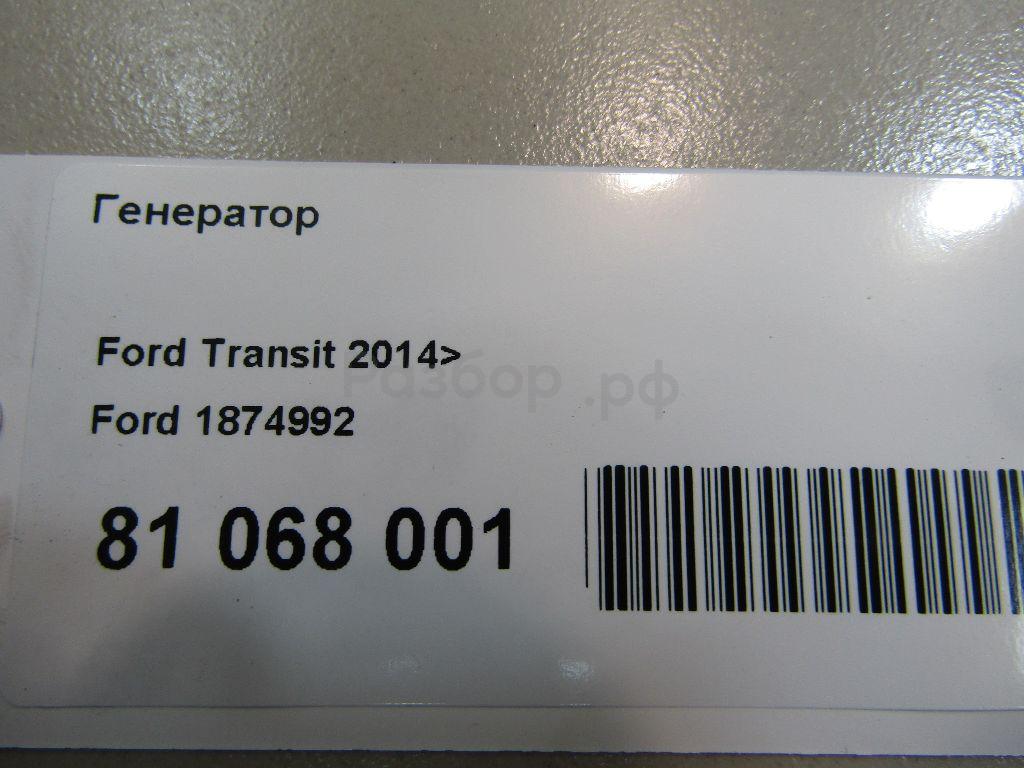 Генератор
Ford Transit 2014>
Разбор.рф
Ford 1874992
81 068 001